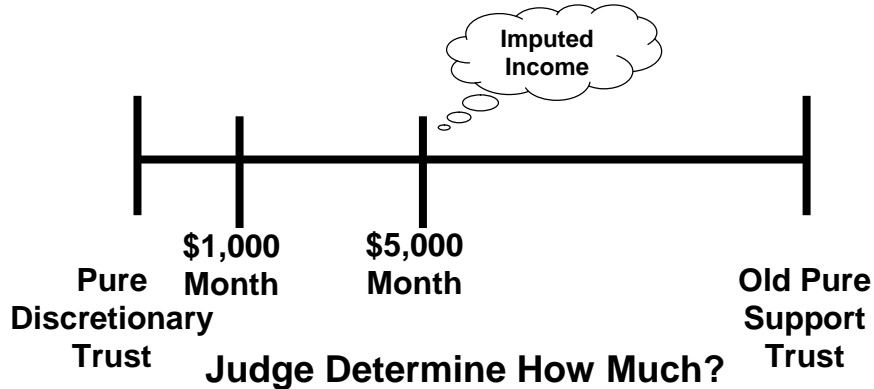 Imputed
Income
$1,000
Month
$5,000
Month
Pure
Discretionary
Trust
Old Pure
Support
Trust
Judge Determine How Much?